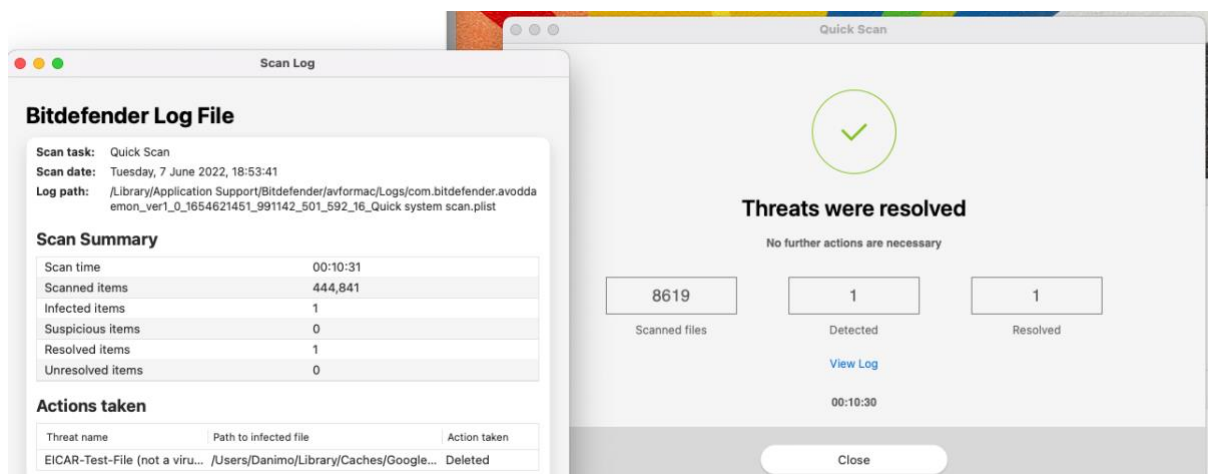 Scan Log
Bitdefender Log File
Scan task: Quick Scan
Scan date: Tuesday, 7 June 2022, 18:53:41
Log path: /Library/Application Support/Bitdefender/avformac/Logs/com.bitdefender.avodda
emon_ver1_0_1654621451_991142_501_592_16_Quick system scan.plist
Scan Summary
Scan time 00:10:31
Scanned items 444,841
Infected items 1
Suspicious items 0
Resolved items 1
Unresolved items 0
Actions taken
Threat name Path to infected file Action taken
EICAR-Test-File (not a viru... /Users/Danimo/Library/Caches/Google... Deleted
Quick Scan
Threats were resolved
No further actions are necessary
8619 1 1
Scanned files Detected Resolved
View Log
00:10:30
Close